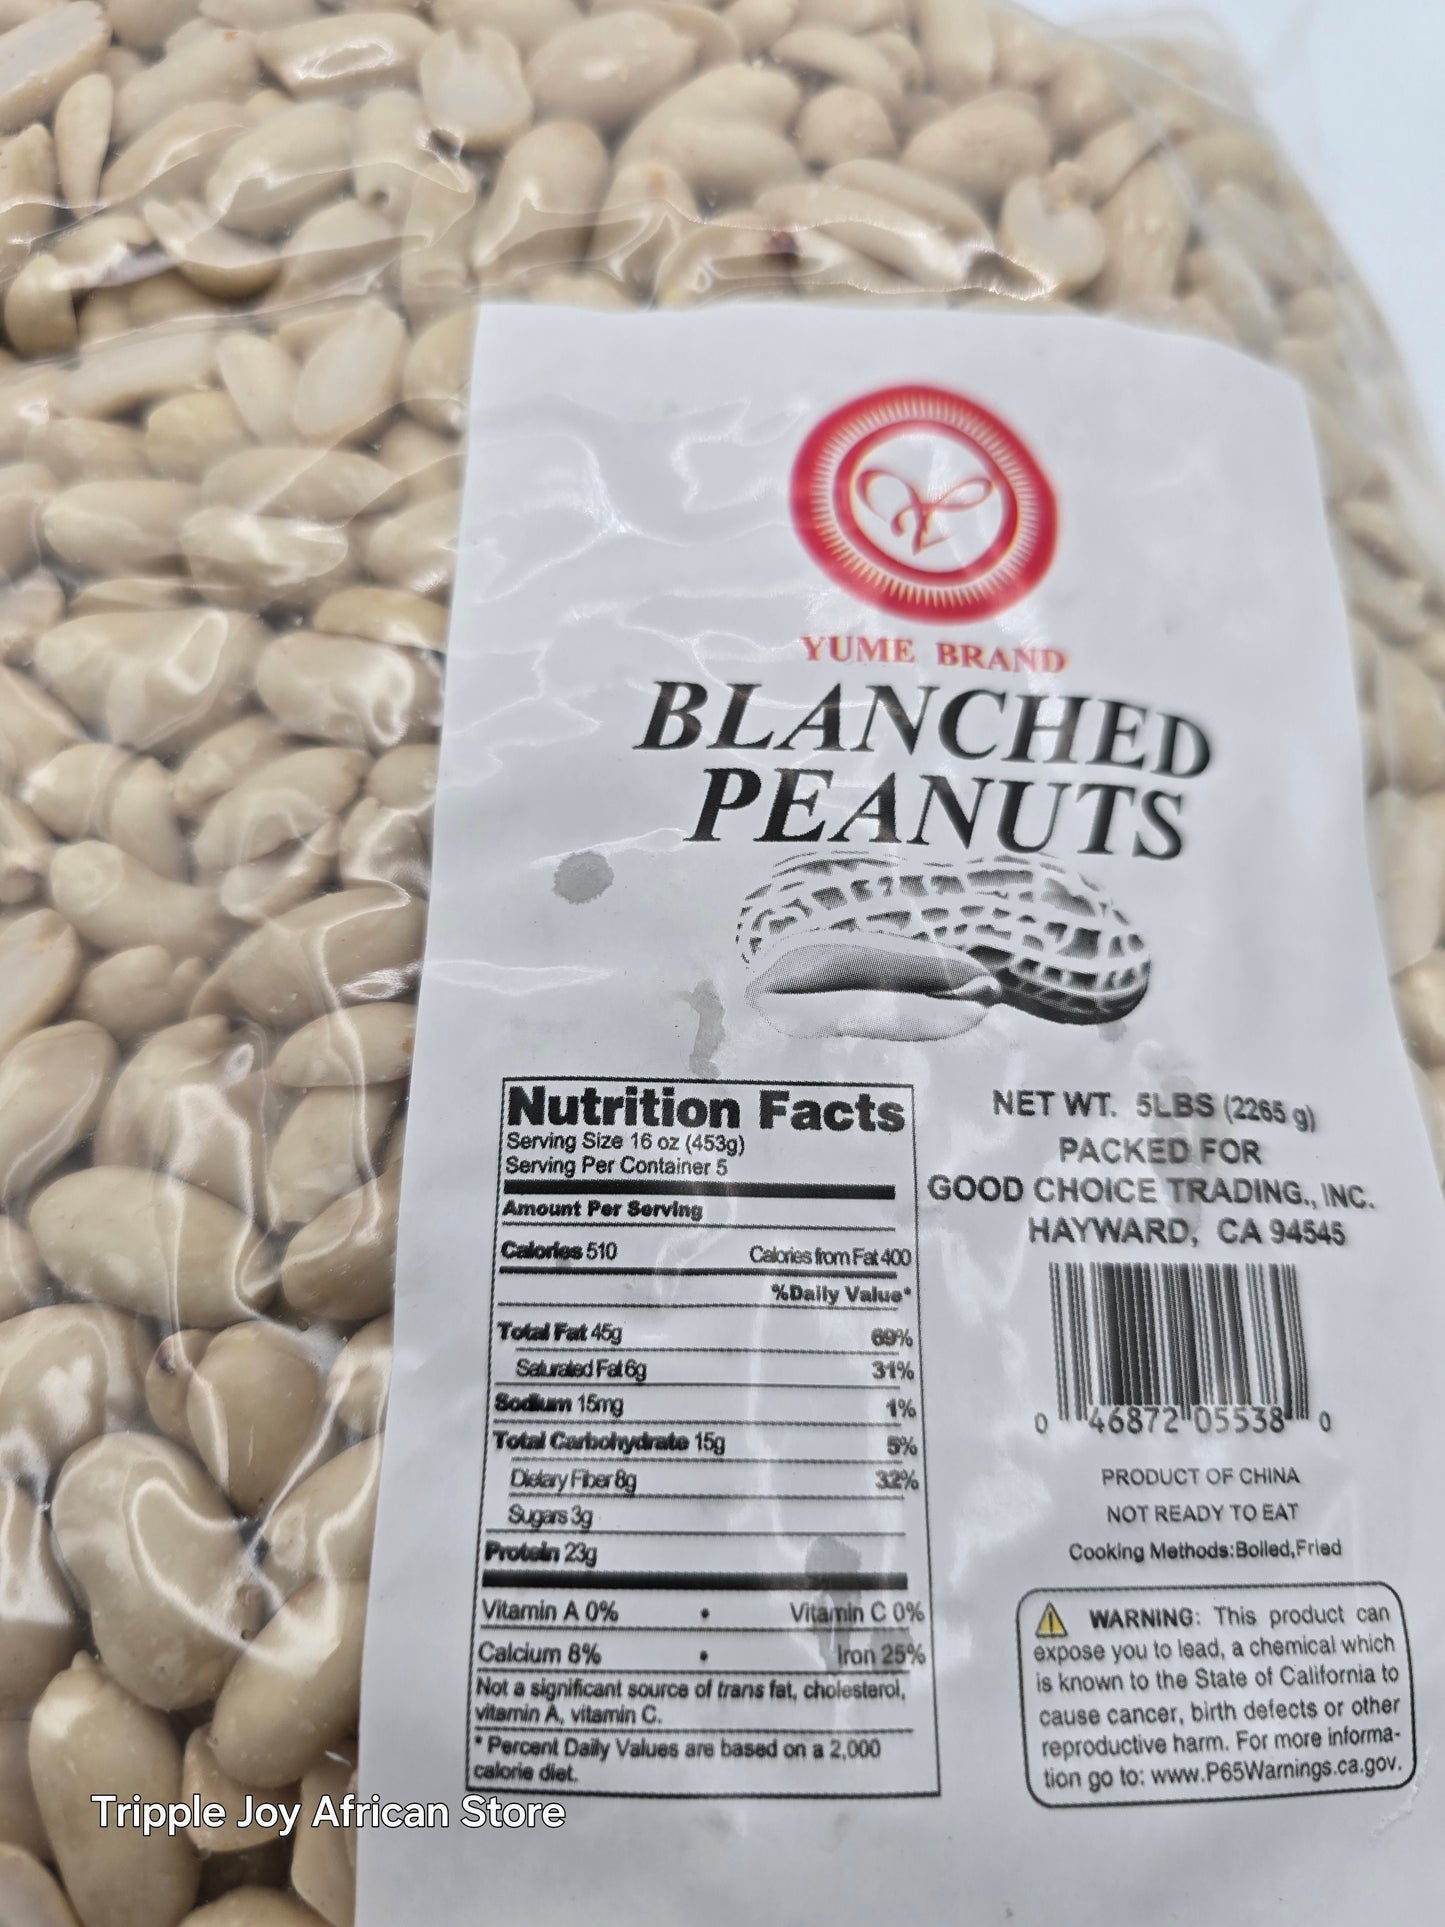 YUME BRAND
BLANCHED
PEANUTS
Nutrition Facts
Serving Size 16 oz (453g)
Serving Per Container 5
Amount Per Serving
Calories 510 Calories from Fat 400
%Daily Value*
Total Fat 45g 69%
Saturated Fat 6g 31%
Sodium 15mg 1%
Total Carbohydrate 15g 5%
Dietary Fiber 8g 32%
Sugars 3g
Protein 23g
Vitamin A 0% • Vitamin C 0%
Calcium 8% • Iron 25%
Not a significant source of trans fat, cholesterol,
vitamin A, vitamin C.
* Percent Daily Values are based on a 2,000
calorie diet.
NET WT. 5LBS (2265 g)
PACKED FOR
GOOD CHOICE TRADING., INC.
HAYWARD, CA 94545
0 46872 05538 0
PRODUCT OF CHINA
NOT READY TO EAT
Cooking Methods:Boiled,Fried
WARNING: This product can
expose you to lead, a chemical which
is known to the State of California to
cause cancer, birth defects or other
reproductive harm. For more informa-
tion go to: www.P65Warnings.ca.gov.
Tripple Joy African Store